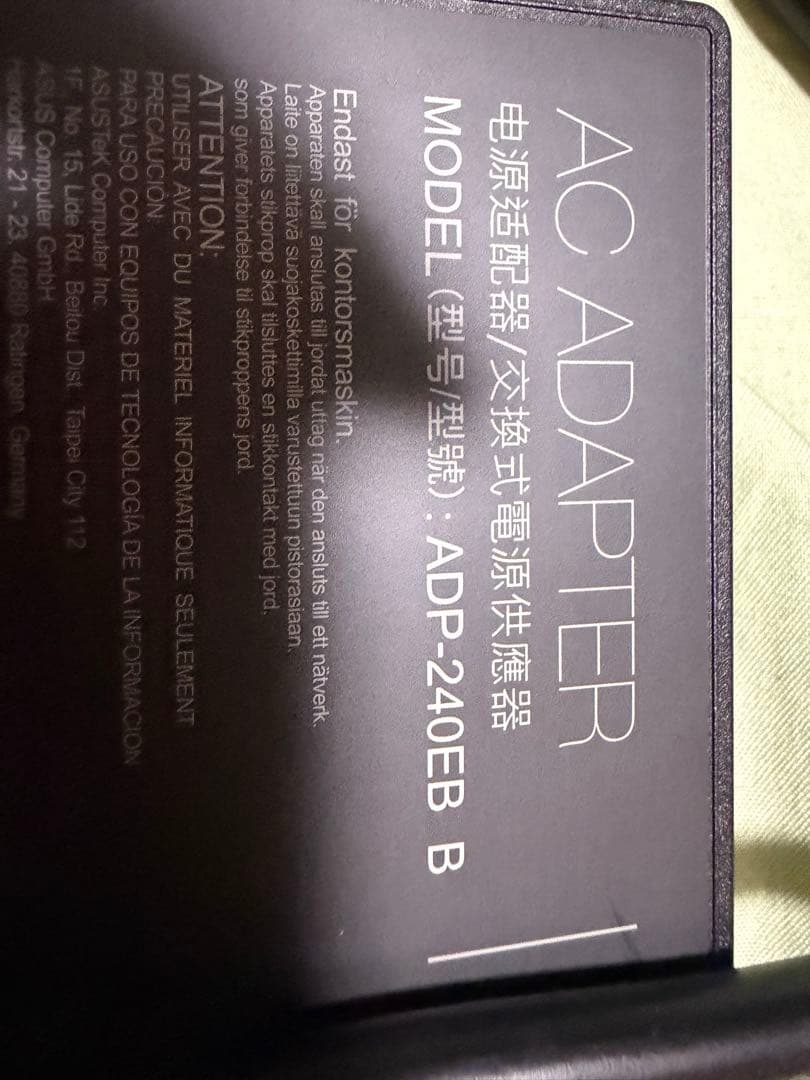 AC ADAPTER
电源适配器/交換式電源供應器
MODEL (型号/型號) : ADP-240EB B
Endast för kontorsmaskin.
Apparaten skall anslutas till jordat uttag när den ansluts till ett nätverk.
Laite on liitettävä suojakoskettimilla varustettuun pistorasiaan.
Apparatets stikprop skal tilsluttes en stikkontakt med jord,
som giver forbindelse til stikproppens jord.
ATTENTION:
UTILISER AVEC DU MATERIEL INFORMATIQUE SEULEMENT
PRECAUCIÓN:
PARA USO CON EQUIPOS DE TECNOLOGÍA DE LA INFORMACION
ASUSTeK Computer Inc.
1F., No. 15, Lide Rd., Beitou Dist., Taipei City 112
ASUS Computer GmbH
Harkortstr. 21 - 23, 40880 Ratingen, Germany